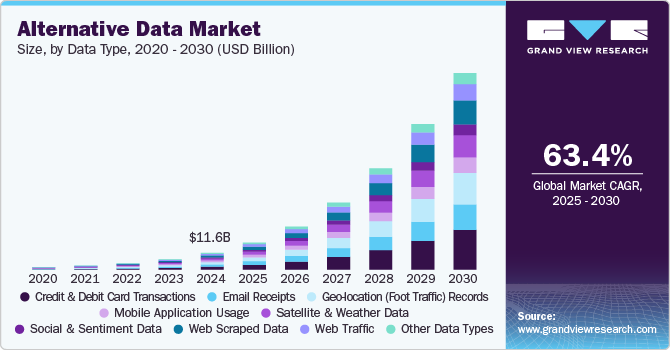 Alternative Data Market
Size, by Data Type, 2020 - 2030 (USD Billion)
$11.6B
2020 2021 2022 2023 2024 2025 2026 2027 2028 2029 2030
Credit & Debit Card Transactions Email Receipts Geo-location (Foot Traffic) Records
Mobile Application Usage Satellite & Weather Data
Social & Sentiment Data Web Scraped Data Web Traffic Other Data Types
GRAND VIEW RESEARCH
63.4%
Global Market CAGR,
2025 - 2030
Source:
www.grandviewresearch.com